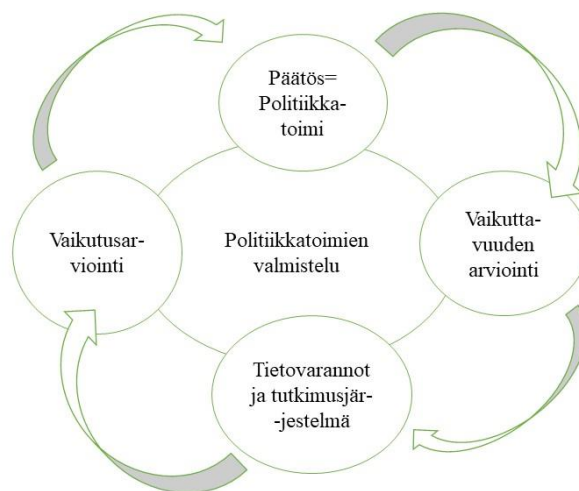 Päätös=
Politiikka-
toimi
Vaikutusar-
viointi
Politiikkatoimien
valmistelu
Vaikutta-
vuuden
arviointi
Tietovarannot
ja tutkimusjär-
-jestelmä